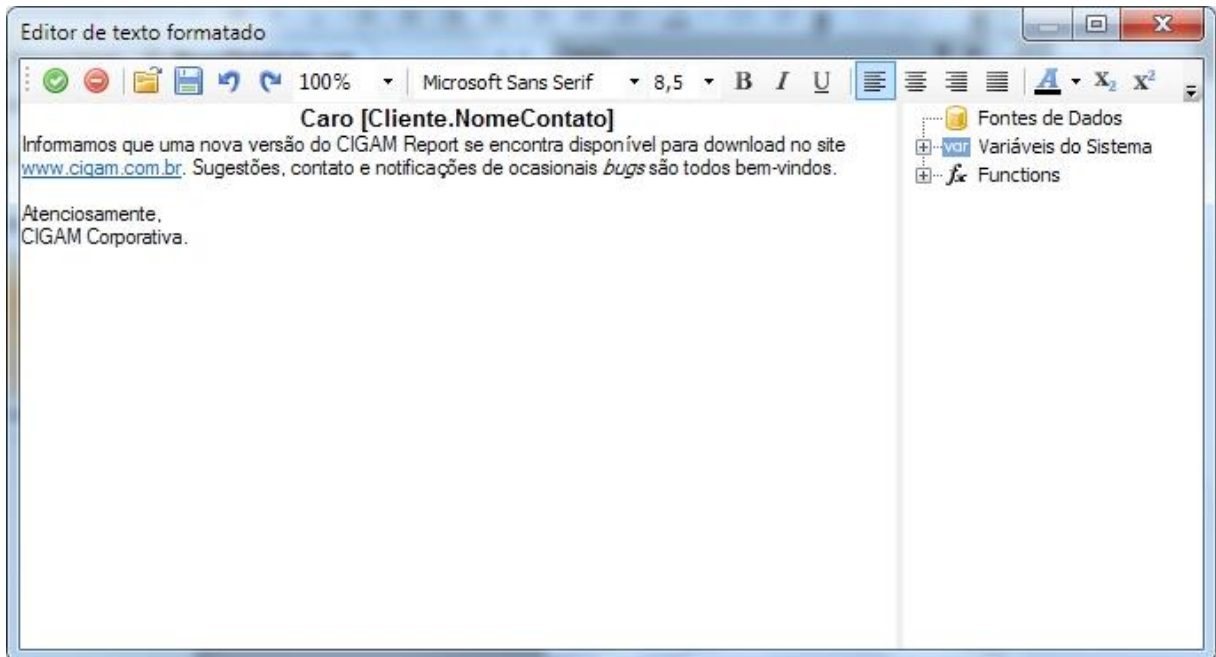 Editor de texto formatado
100% Microsoft Sans Serif 8,5 B I U A X₂ X²
Caro [Cliente.NomeContato]
Informamos que uma nova versão do CIGAM Report se encontra disponível para download no site
www.cigam.com.br. Sugestões, contato e notificações de ocasionais bugs são todos bem-vindos.
Atenciosamente,
CIGAM Corporativa.
Fontes de Dados
var Variáveis do Sistema
fx Functions